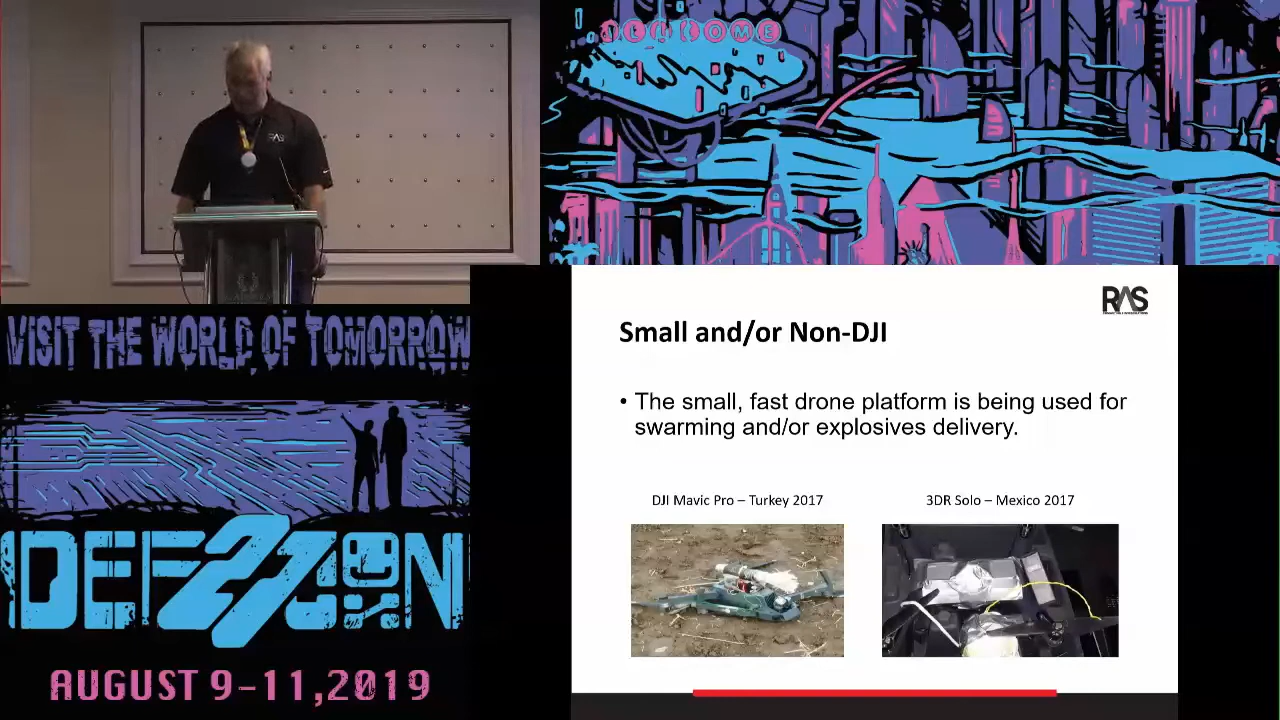 WELCOME
RAS
Small and/or Non-DJI
• The small, fast drone platform is being used for
swarming and/or explosives delivery.
DJI Mavic Pro – Turkey 2017
3DR Solo – Mexico 2017
VISIT THE WORLD OF TOMORROW
DEF27CON
AUGUST 9-11,2019